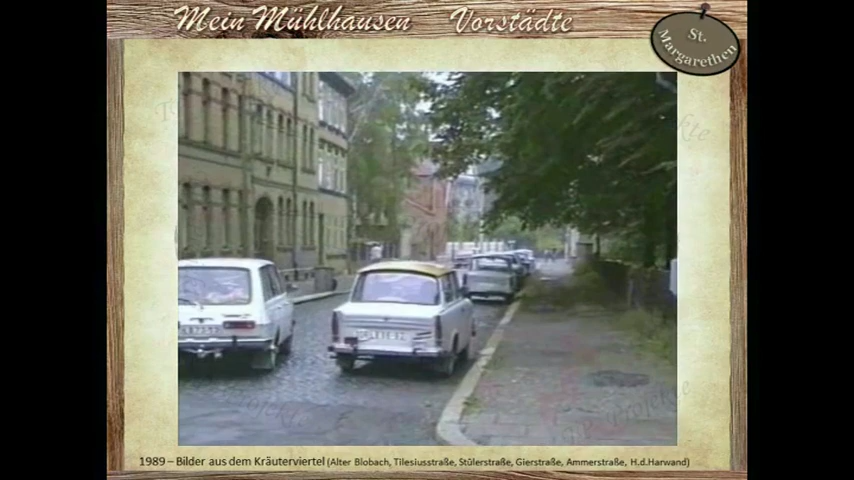 Mein Mühlhausen Vorstädte
St.
Margarethen
1989 – Bilder aus dem Kräuterviertel (Alter Blobach, Tilesiusstraße, Stülerstraße, Gierstraße, Ammerstraße, H.d.Harwand)